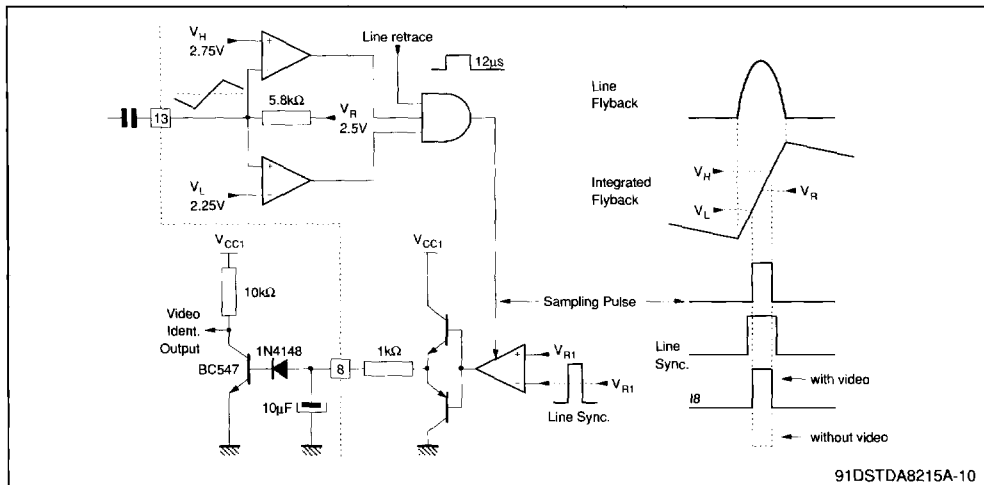 V_H
2.75V
Line retrace
12µs
13
5.8kΩ
V_R
2.5V
V_L
2.25V
Line
Flyback
Integrated
Flyback
V_H
V_R
V_L
V_CC1
10kΩ
Video
Ident.
Output
1N4148
BC547
10µF
8
1kΩ
V_CC1
Sampling Pulse
V_R1
V_R1
Line Sync.
Line
Sync.
with video
without video
91DSTDA8215A-10